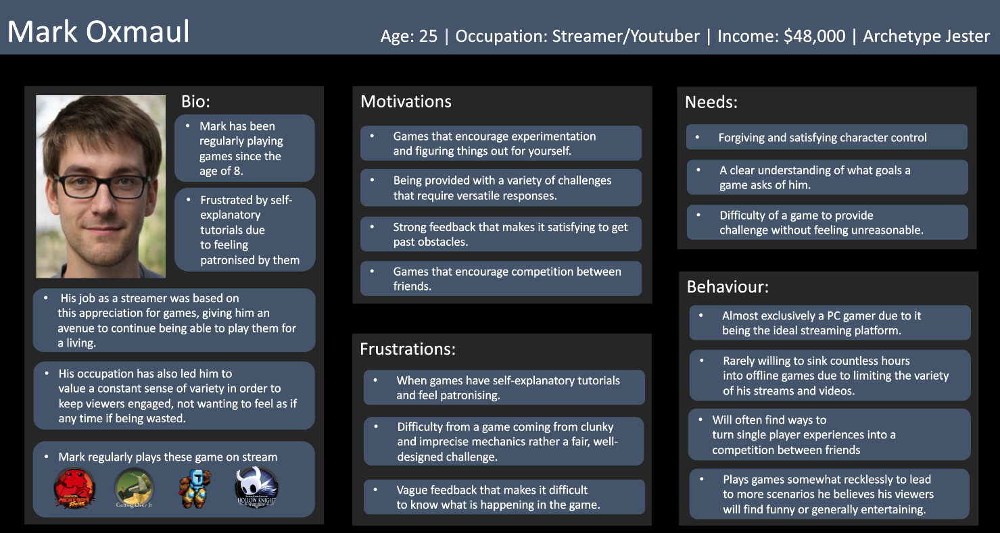 Mark Oxmaul
Age: 25 | Occupation: Streamer/Youtuber | Income: $48,000 | Archetype Jester
Bio:
• Mark has been
regularly playing
games since the
age of 8.
• Frustrated by self-
explanatory
tutorials due
to feeling
patronised by them
• His job as a streamer was based on
this appreciation for games, giving him an
avenue to continue being able to play them for
a living.
• His occupation has also led him to
value a constant sense of variety in order to
keep viewers engaged, not wanting to feel as if
any time if being wasted.
• Mark regularly plays these game on stream
SUPER
MEAT BOY
FOREVER
Getting Over It
HOLLOW KNIGHT
Motivations
• Games that encourage experimentation
and figuring things out for yourself.
• Being provided with a variety of challenges
that require versatile responses.
• Strong feedback that makes it satisfying to get
past obstacles.
• Games that encourage competition between
friends.
Frustrations:
• When games have self-explanatory tutorials
and feel patronising.
• Difficulty from a game coming from clunky
and imprecise mechanics rather a fair, well-
designed challenge.
• Vague feedback that makes it difficult
to know what is happening in the game.
Needs:
• Forgiving and satisfying character control
• A clear understanding of what goals a
game asks of him.
• Difficulty of a game to provide
challenge without feeling unreasonable.
Behaviour:
• Almost exclusively a PC gamer due to it
being the ideal streaming platform.
• Rarely willing to sink countless hours
into offline games due to limiting the variety
of his streams and videos.
• Will often find ways to
turn single player experiences into a
competition between friends
• Plays games somewhat recklessly to lead
to more scenarios he believes his viewers
will find funny or generally entertaining.